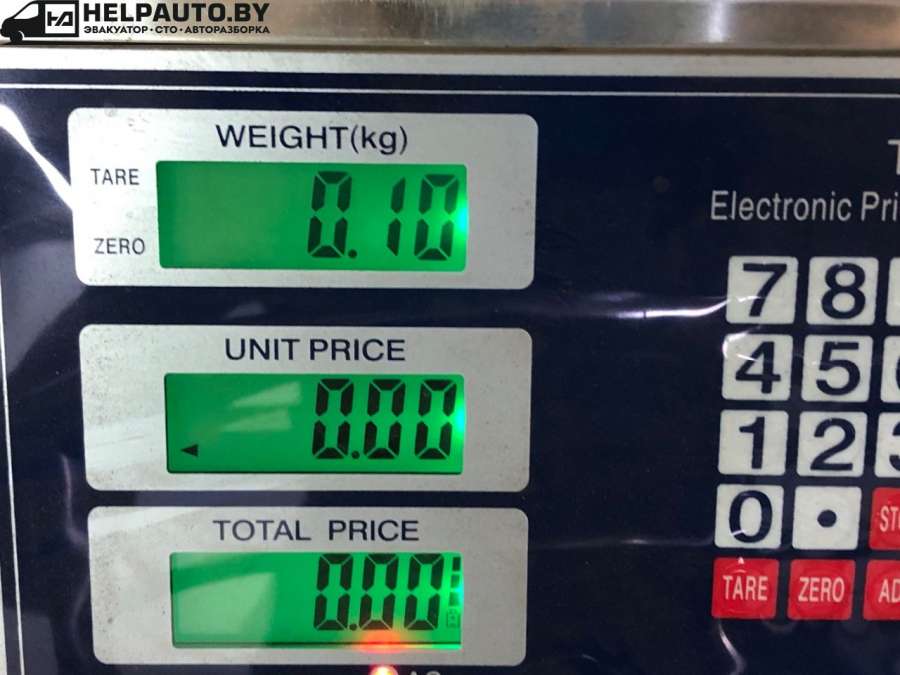 HELPAUTO.BY
ЭВАКУАТОР · СТО · АВТОРАЗБОРКА
WEIGHT(kg)
TARE
0.10
ZERO
Electronic
UNIT PRICE
0.00
TOTAL PRICE
0.00
7 8
4 5
1 2 3
0 .
TARE ZERO